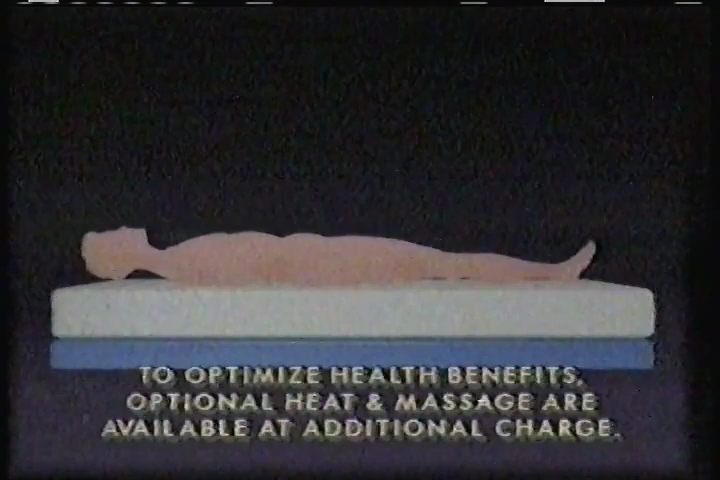 TO OPTIMIZE HEALTH BENEFITS,
OPTIONAL HEAT & MASSAGE ARE
AVAILABLE AT ADDITIONAL CHARGE.